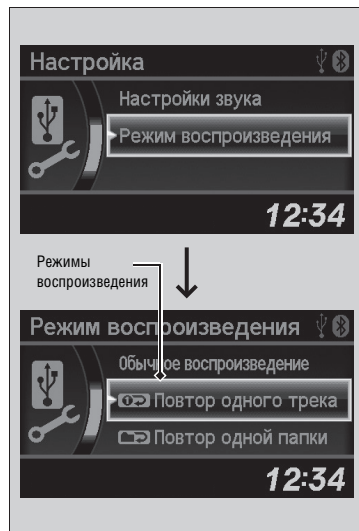 Настройка
Настройки звука
Режим воспроизведения
12:34
Режимы
воспроизведения
Режим воспроизведения
Обычное воспроизведение
Повтор одного трека
Повтор одной папки
12:34